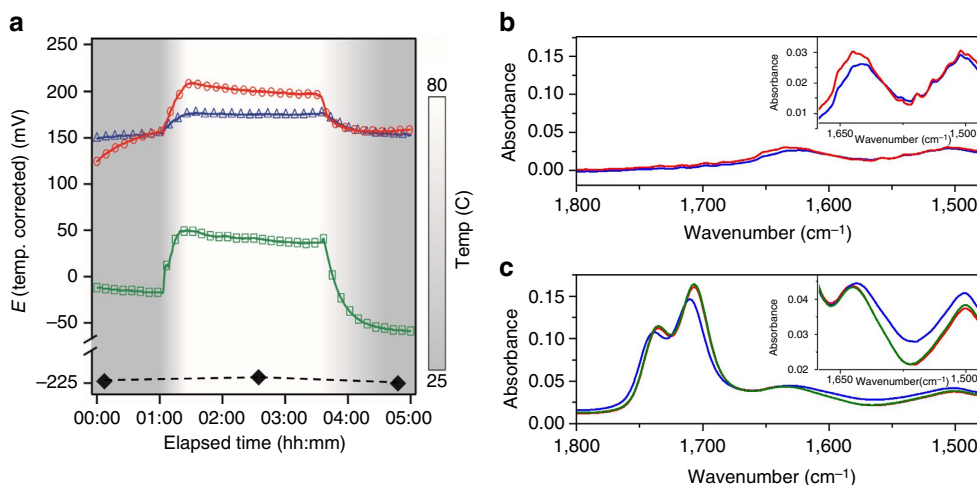 a
250
200
150
100
50
0
–50
–225
E (temp. corrected) (mV)
00:00 01:00 02:00 03:00 04:00 05:00
Elapsed time (hh:mm)
80
25
Temp (C)
b
0.15
0.10
0.05
0.00
Absorbance
1,800 1,700 1,600 1,500
Wavenumber (cm⁻¹)
0.03
0.02
0.01
Absorbance
1,650 1,500
Wavenumber (cm⁻¹)
c
0.15
0.10
0.05
0.00
Absorbance
1,800 1,700 1,600 1,500
Wavenumber (cm⁻¹)
0.04
0.03
0.02
Absorbance
1,650 1,500
Wavenumber(cm⁻¹)